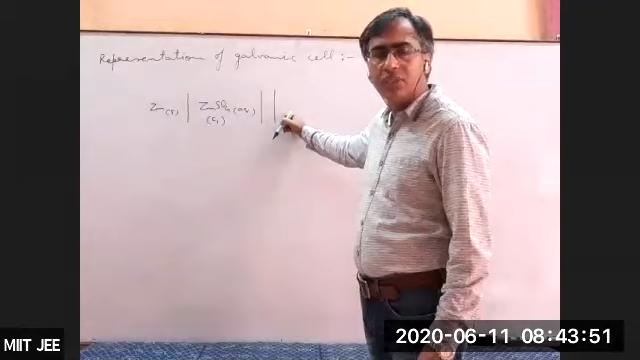 Representation of galvanic cell :-
Zn(s) | ZnSO4(aq) ||
(C1)
MIIT JEE
2020-06-11 08:43:51